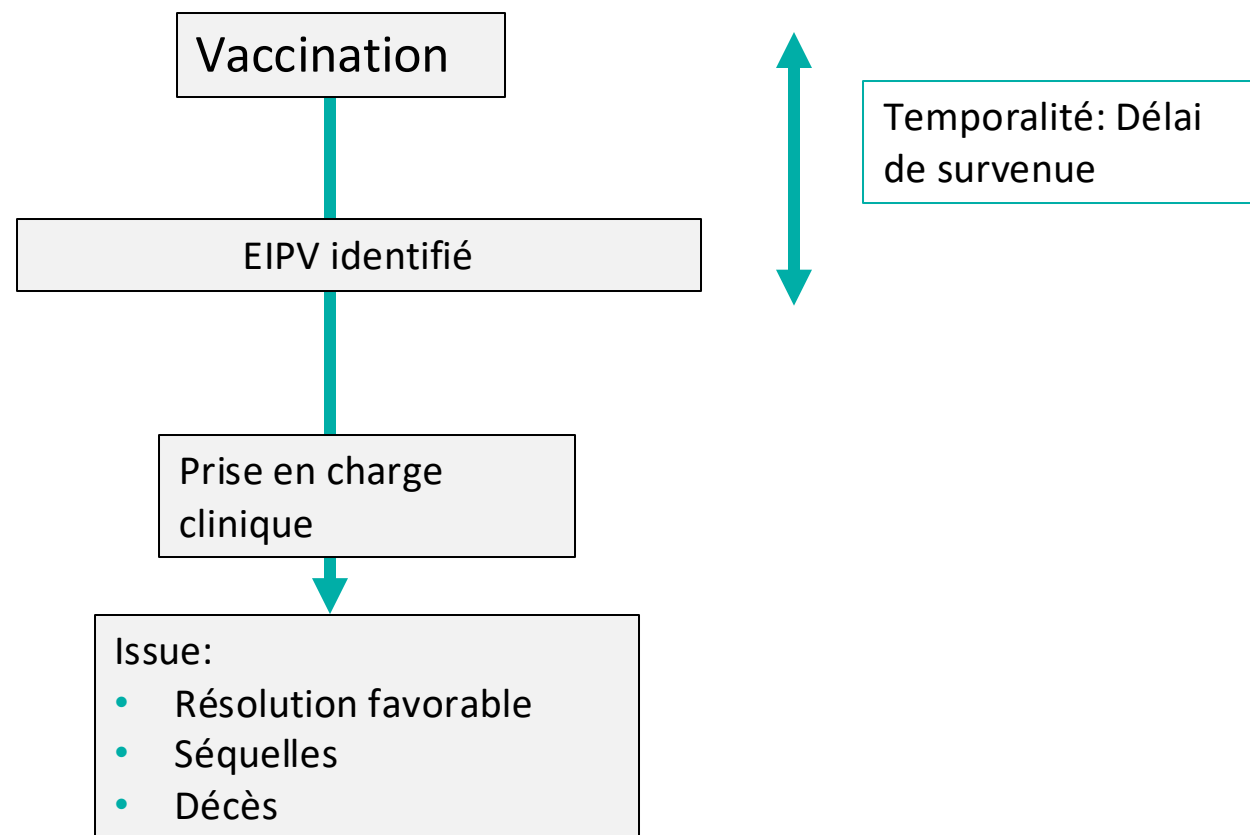 Vaccination
Temporalité: Délai
de survenue
EIPV identifié
Prise en charge
clinique
Issue:
• Résolution favorable
• Séquelles
• Décès